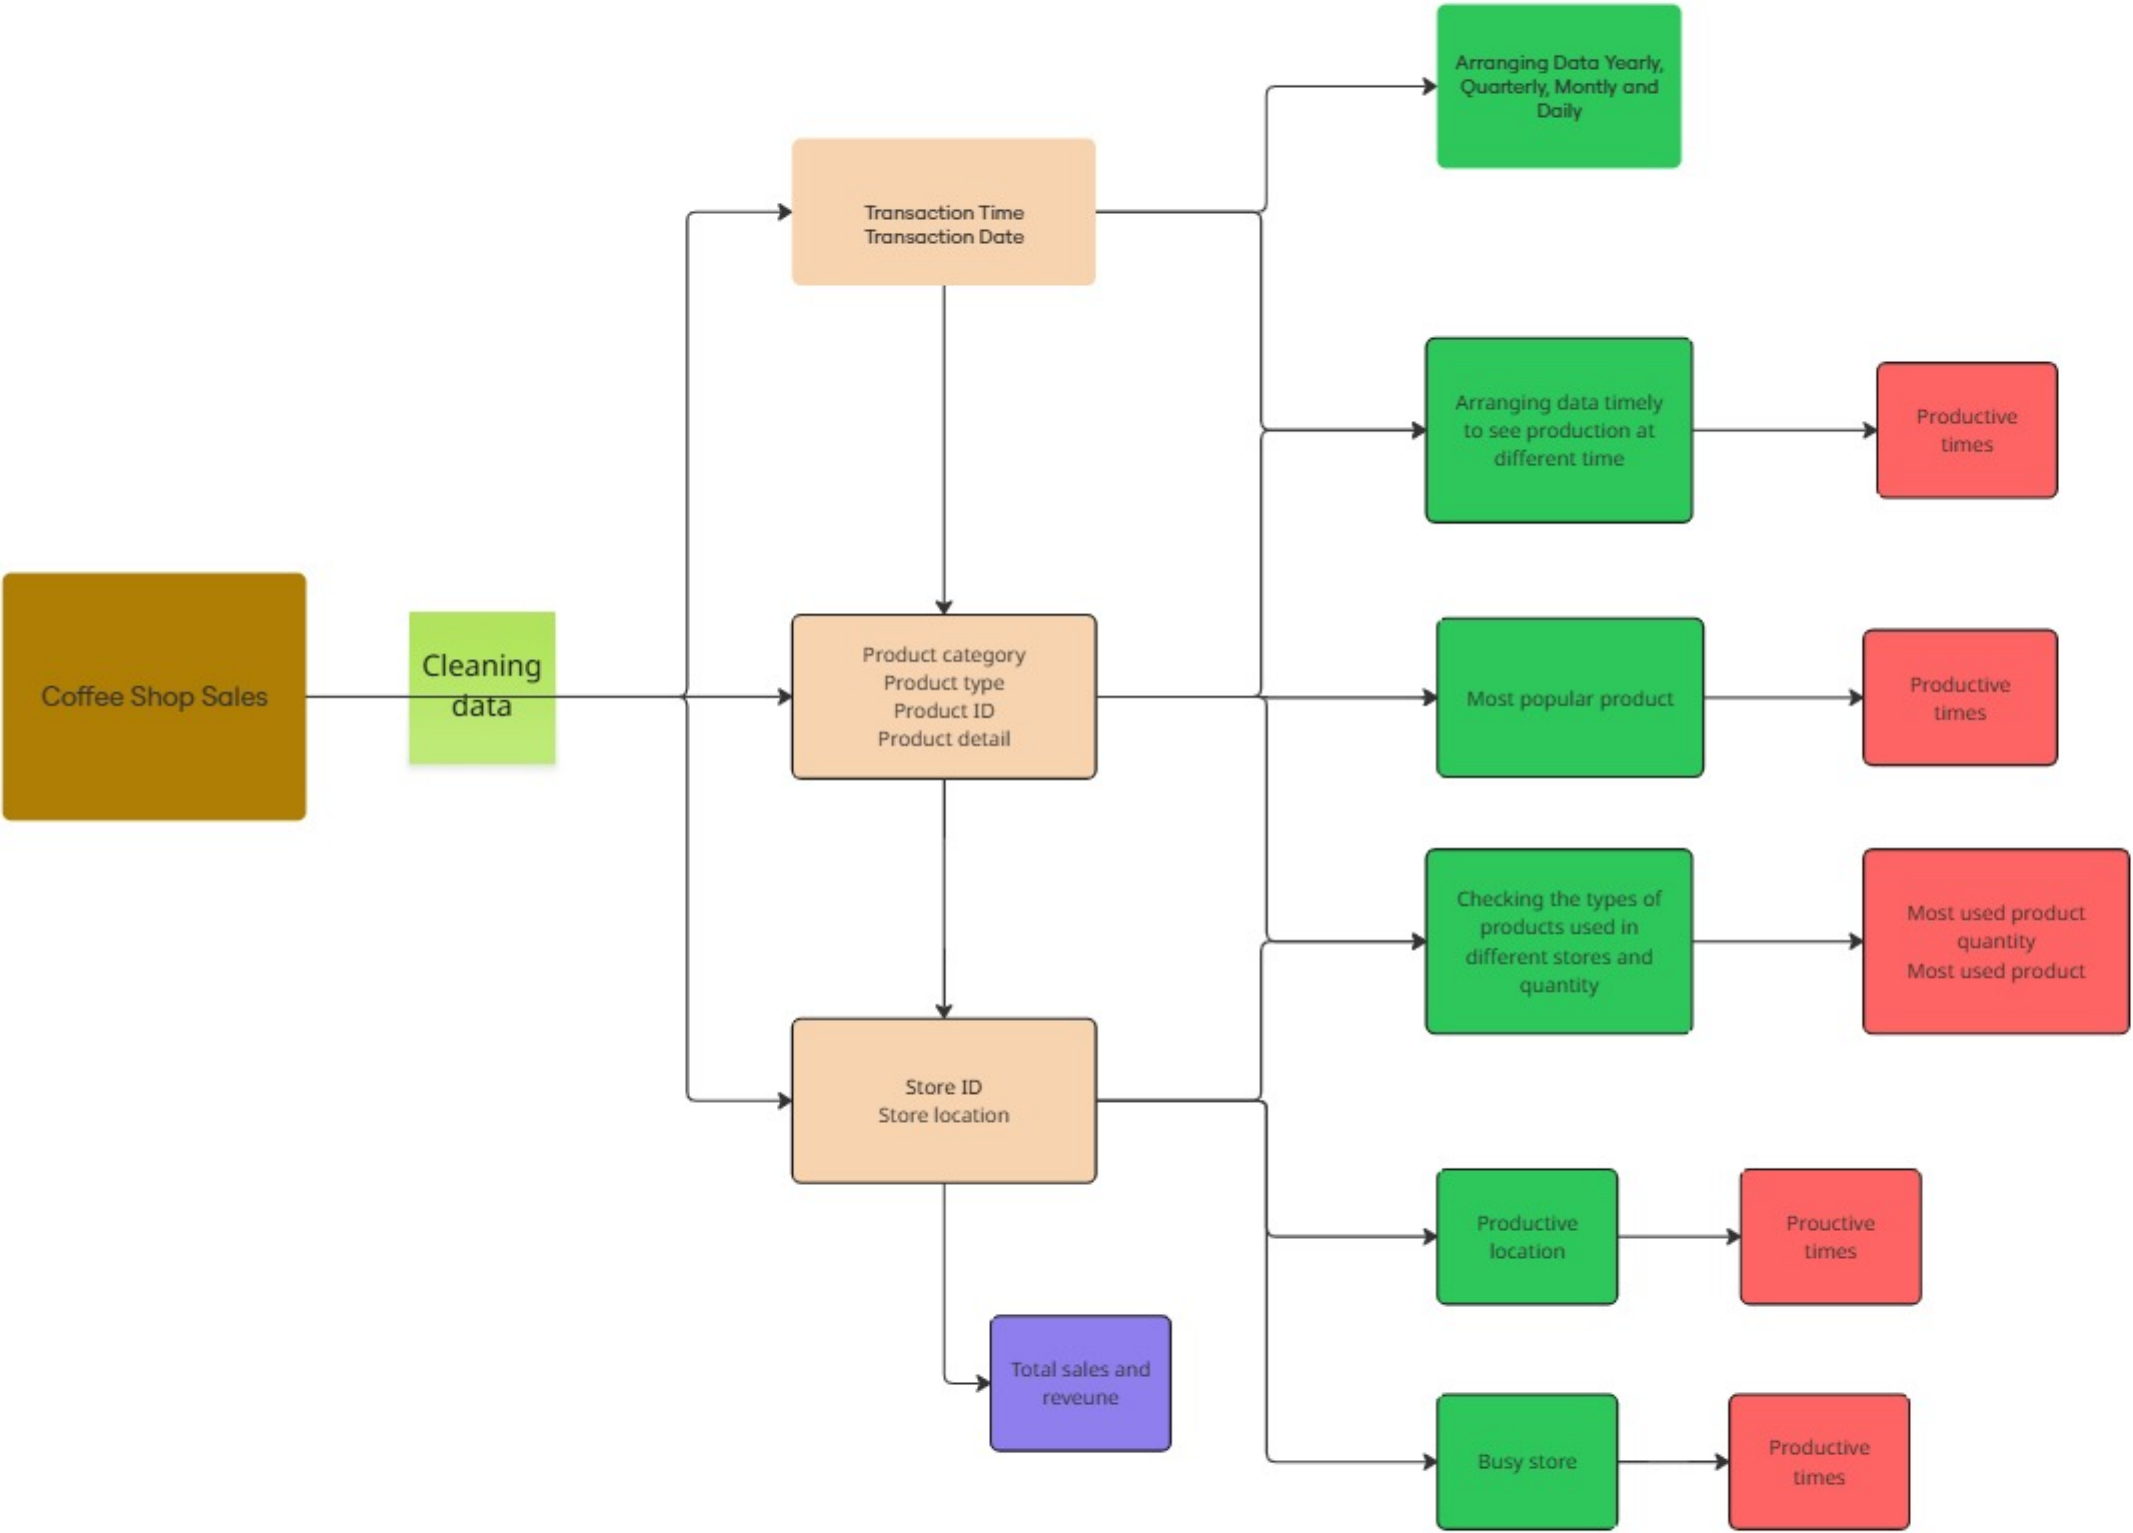 Coffee Shop Sales
Cleaning
data
Transaction Time
Transaction Date
Product category
Product type
Product ID
Product detail
Store ID
Store location
Total sales and
reveune
Arranging Data Yearly,
Quarterly, Montly and
Daily
Arranging data timely
to see production at
different time
Productive
times
Most popular product
Productive
times
Checking the types of
products used in
different stores and
quantity
Most used product
quantity
Most used product
Productive
location
Prouctive
times
Busy store
Productive
times